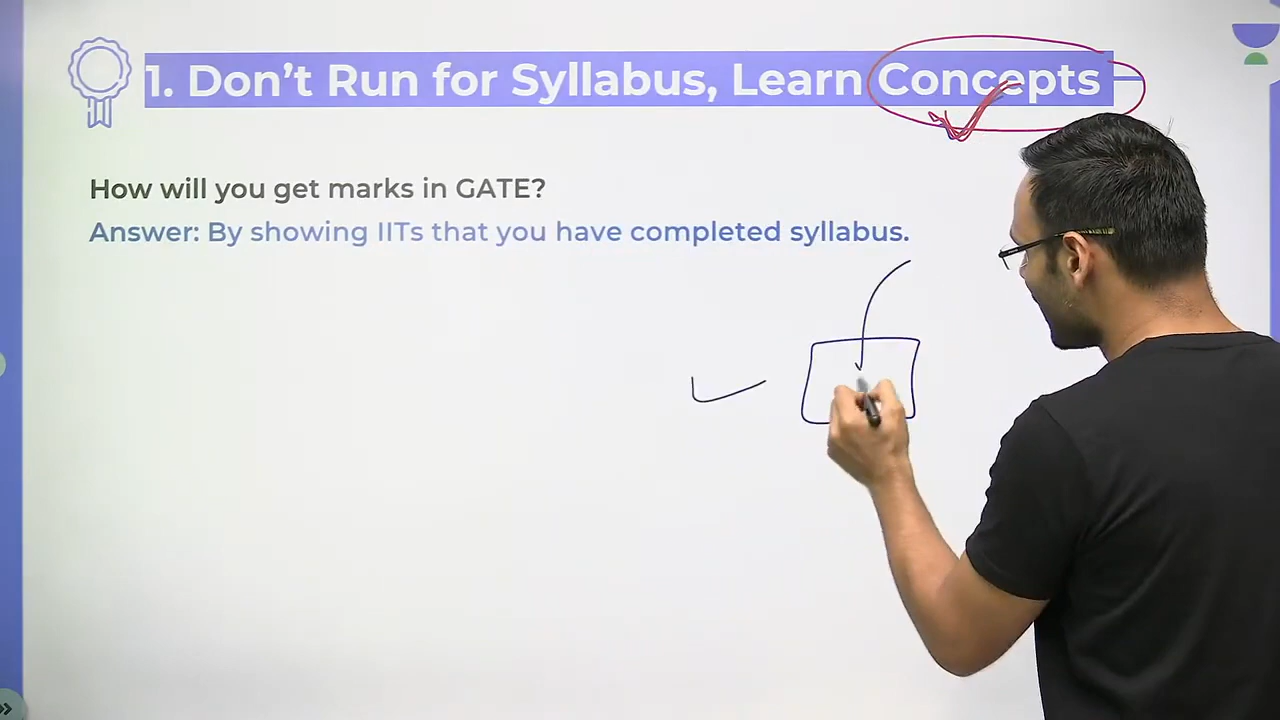 1. Don't Run for Syllabus, Learn Concepts
How will you get marks in GATE?
Answer: By showing IITs that you have completed syllabus.